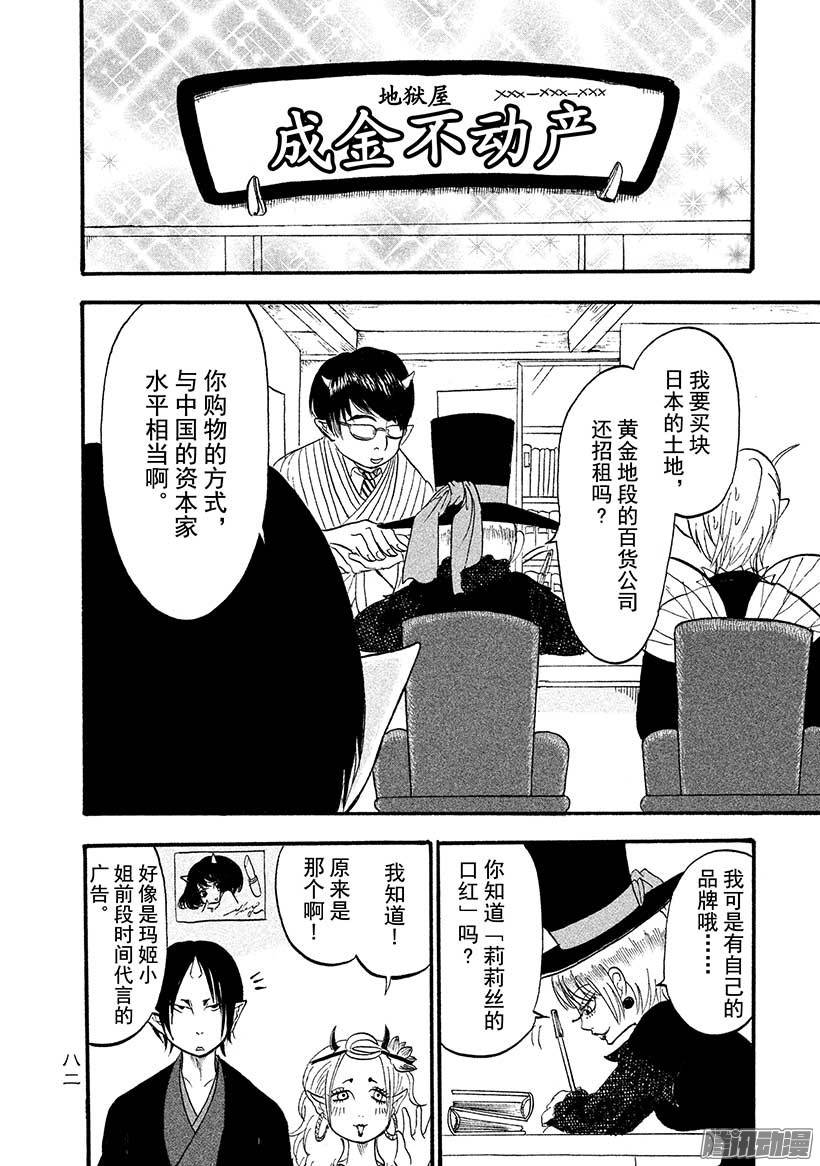 地狱屋
×××-×××-×××
成金不动产
我要买块
日本的土地,
黄金地段的百货公司
还招租吗?
你购物的方式,
与中国的资本家
水平相当啊。
我可是有自己的
品牌哦……
你知道「莉莉丝的
口红」吗?
我知道!
原来是
那个啊!
好像是玛姬小
姐前段时间代言的
广告。
八二
腾讯动漫